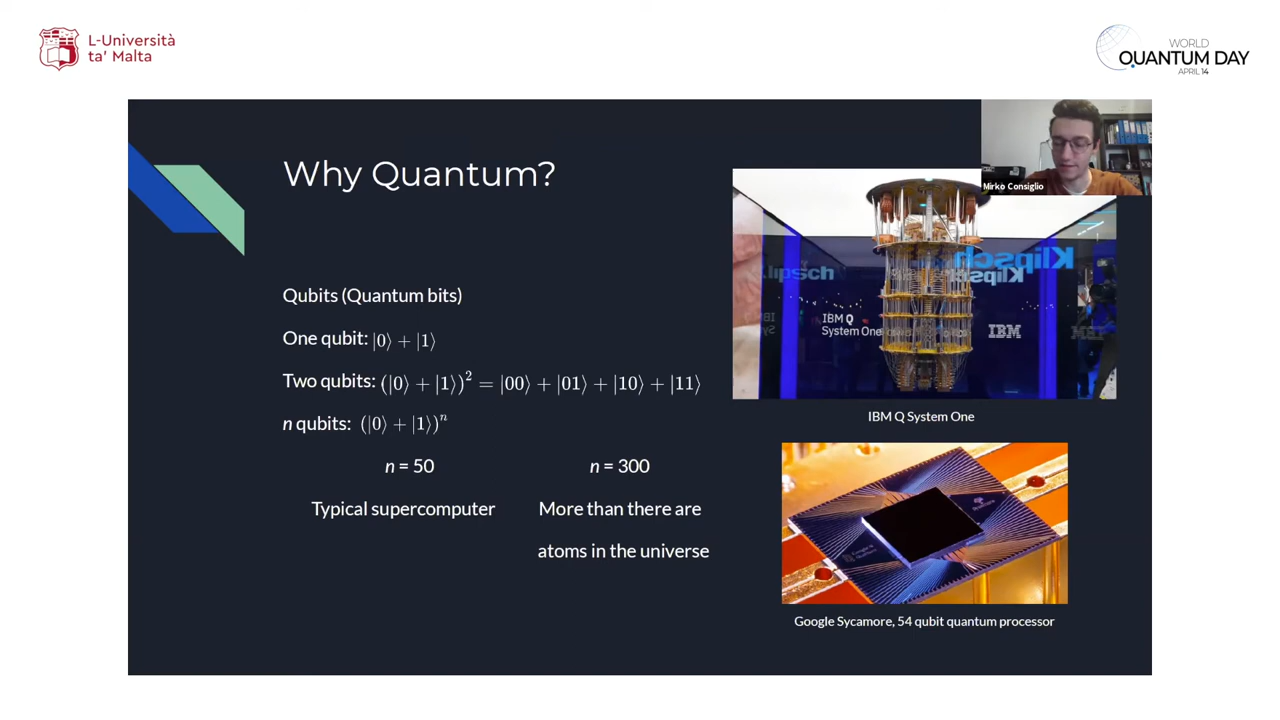 L-Università
ta' Malta
WORLD
QUANTUM DAY
APRIL 14
Why Quantum?
Mirko Consiglio
Qubits (Quantum bits)
One qubit: |0⟩ + |1⟩
Two qubits: (|0⟩ + |1⟩)² = |00⟩ + |01⟩ + |10⟩ + |11⟩
n qubits: (|0⟩ + |1⟩)ⁿ
n = 50
Typical supercomputer
n = 300
More than there are
atoms in the universe
Klipsch
Klipsch
IBM Q
System One
IBM
IBM Q System One
Google Sycamore, 54 qubit quantum processor